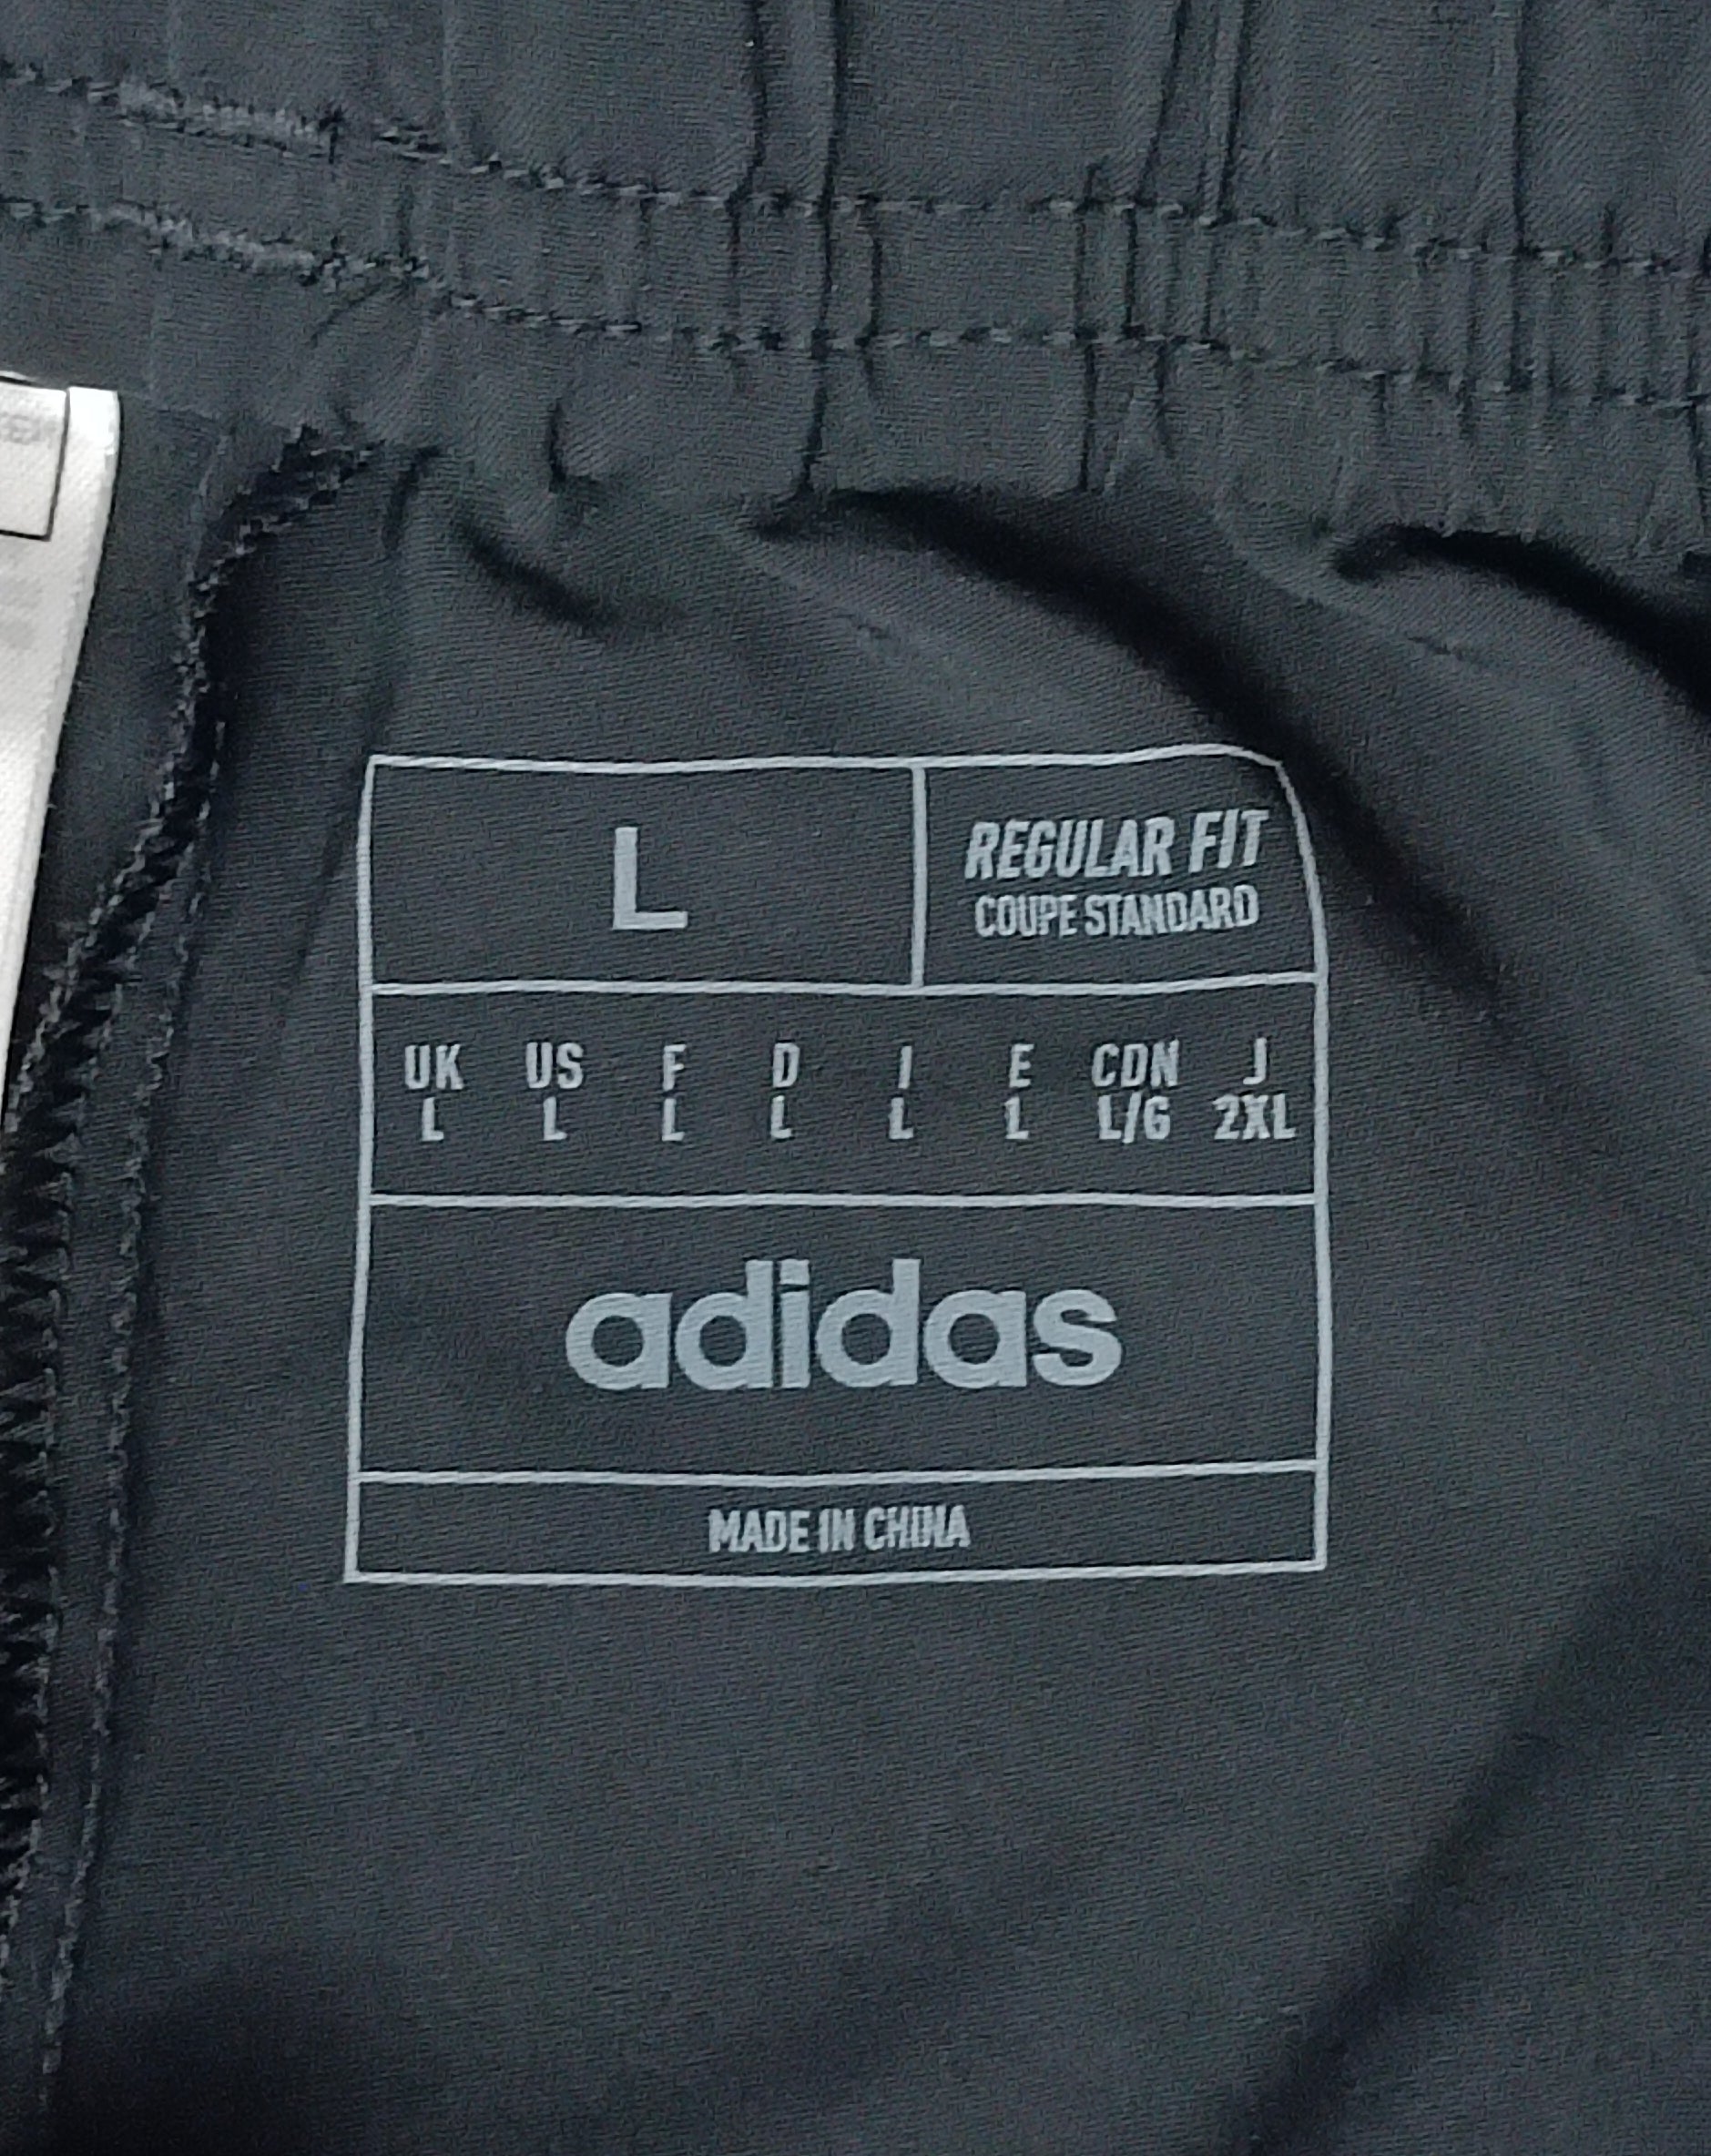 L
REGULAR FIT
COUPE STANDARD
UK US F D I E CDN J
L L L L L L L/G 2XL
adidas
MADE IN CHINA